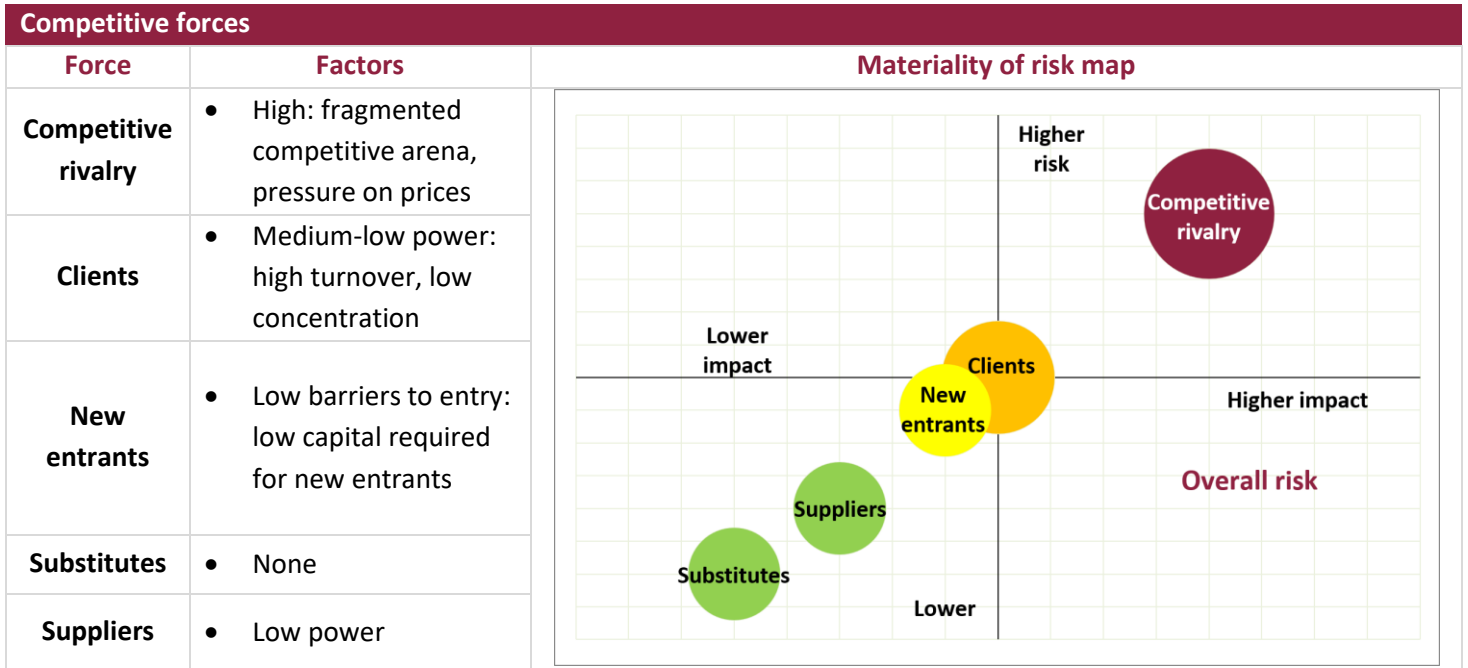 Competitive forces
Force
Factors
Materiality of risk map
Competitive
rivalry
• High: fragmented
competitive arena,
pressure on prices
Clients
• Medium-low power:
high turnover, low
concentration
New
entrants
• Low barriers to entry:
low capital required
for new entrants
Substitutes
• None
Suppliers
• Low power
Higher
risk
Competitive
rivalry
Lower
impact
Clients
New
entrants
Higher impact
Overall risk
Suppliers
Substitutes
Lower